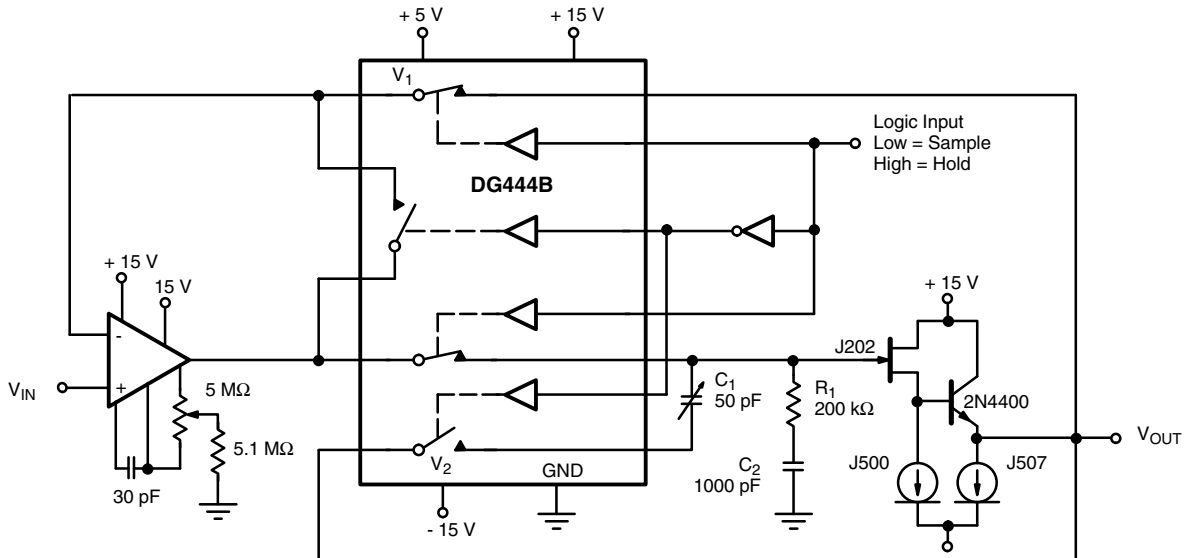 + 5 V
+ 15 V
V1
Logic Input
Low = Sample
High = Hold
DG444B
+ 15 V
15 V
+ 15 V
-
+
VIN
J202
5 MΩ
C1
50 pF
R1
200 kΩ
2N4400
5.1 MΩ
VOUT
V2
GND
C2
1000 pF
J500
J507
30 pF
- 15 V